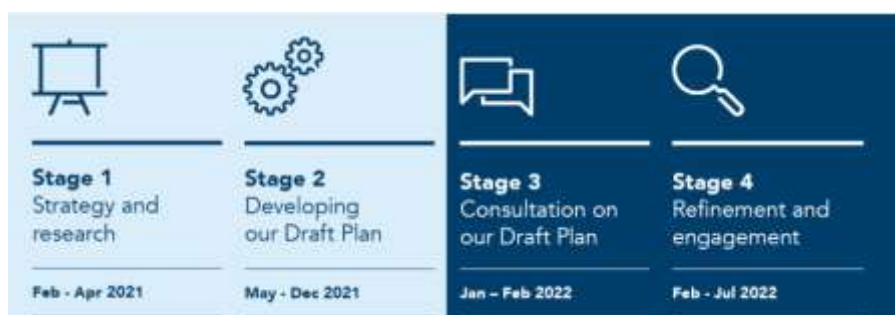 Stage 1
Strategy and
research
Feb - Apr 2021
Stage 2
Developing
our Draft Plan
May - Dec 2021
Stage 3
Consultation on
our Draft Plan
Jan – Feb 2022
Stage 4
Refinement and
engagement
Feb - Jul 2022